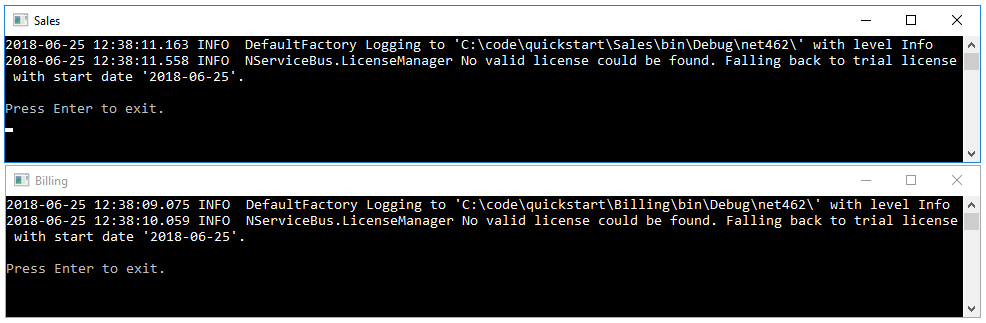 Sales
2018-06-25 12:38:11.163 INFO  DefaultFactory Logging to 'C:\code\quickstart\Sales\bin\Debug\net462\' with level Info
2018-06-25 12:38:11.558 INFO  NServiceBus.LicenseManager No valid license could be found. Falling back to trial license
 with start date '2018-06-25'.
Press Enter to exit.
Billing
2018-06-25 12:38:09.075 INFO  DefaultFactory Logging to 'C:\code\quickstart\Billing\bin\Debug\net462\' with level Info
2018-06-25 12:38:10.059 INFO  NServiceBus.LicenseManager No valid license could be found. Falling back to trial license
 with start date '2018-06-25'.
Press Enter to exit.